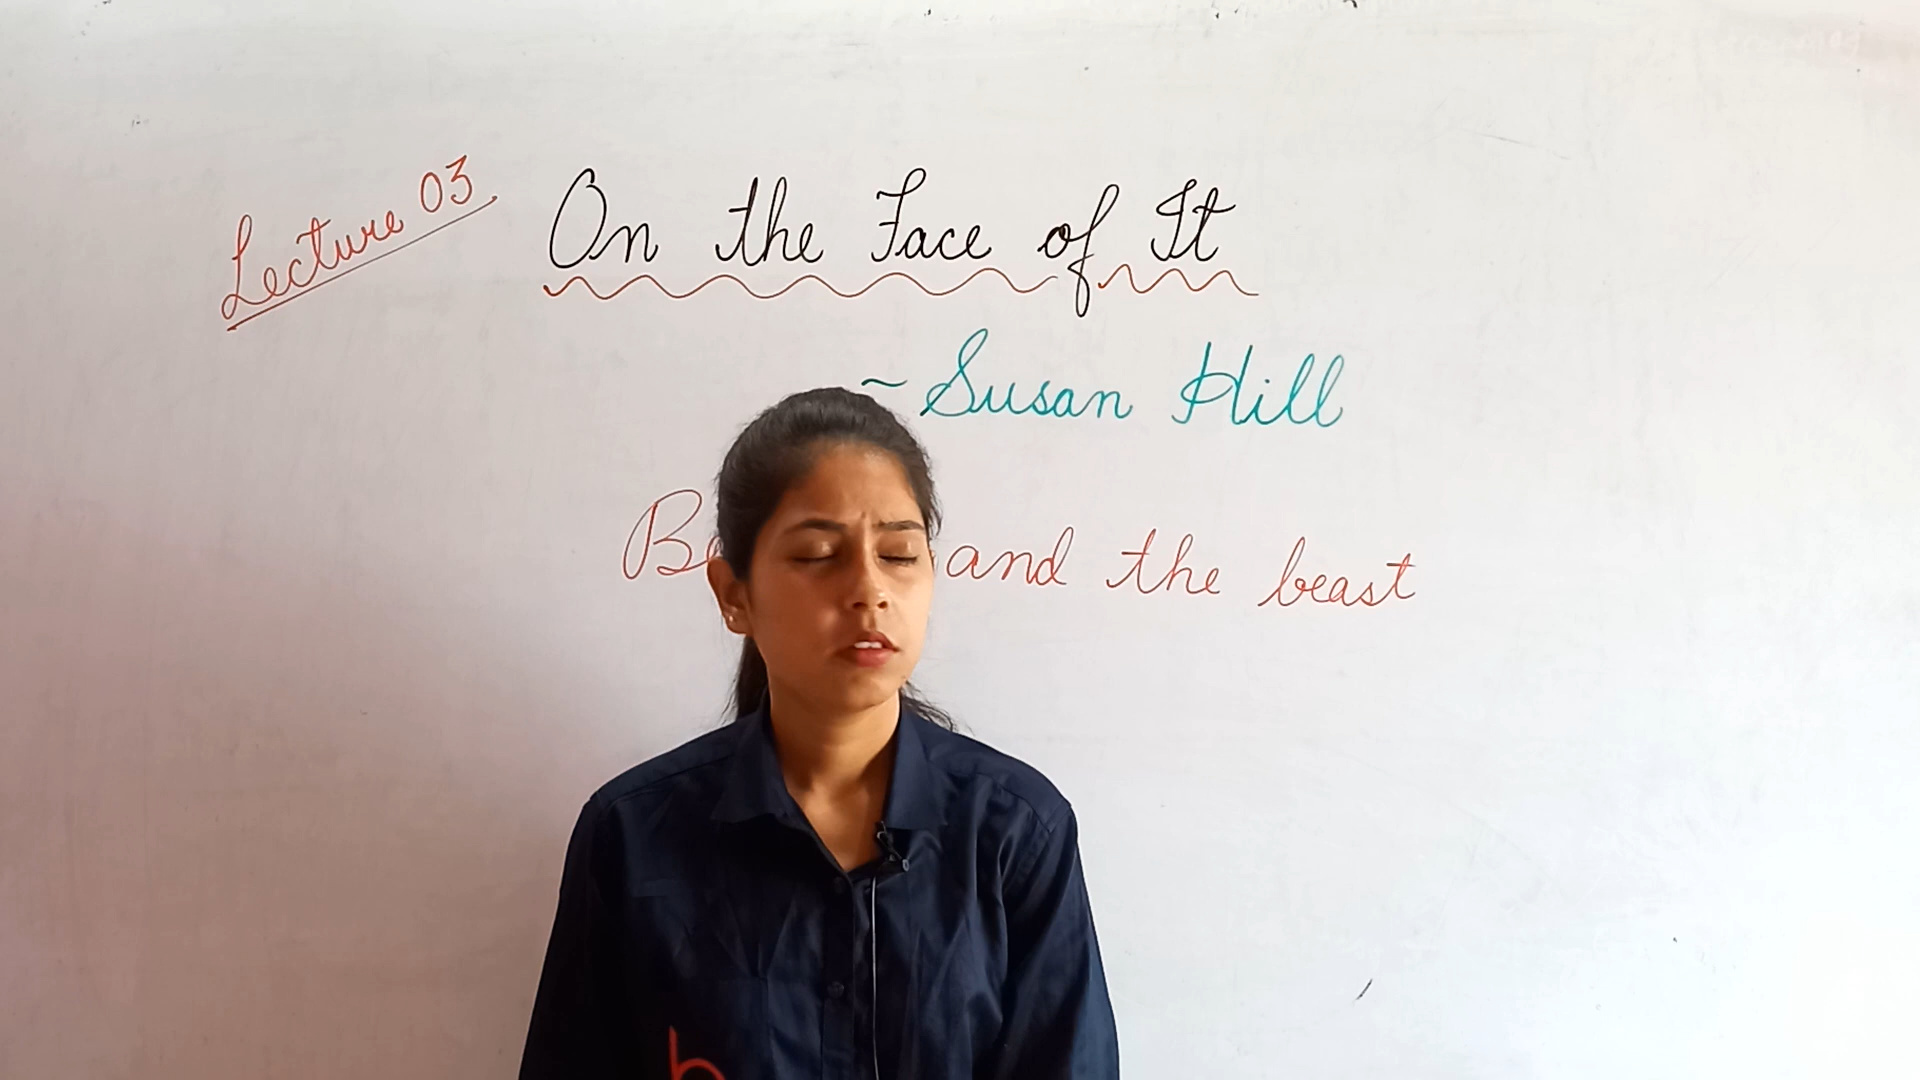 Lecture 03
On the Face of It
~ Susan Hill
and the beast